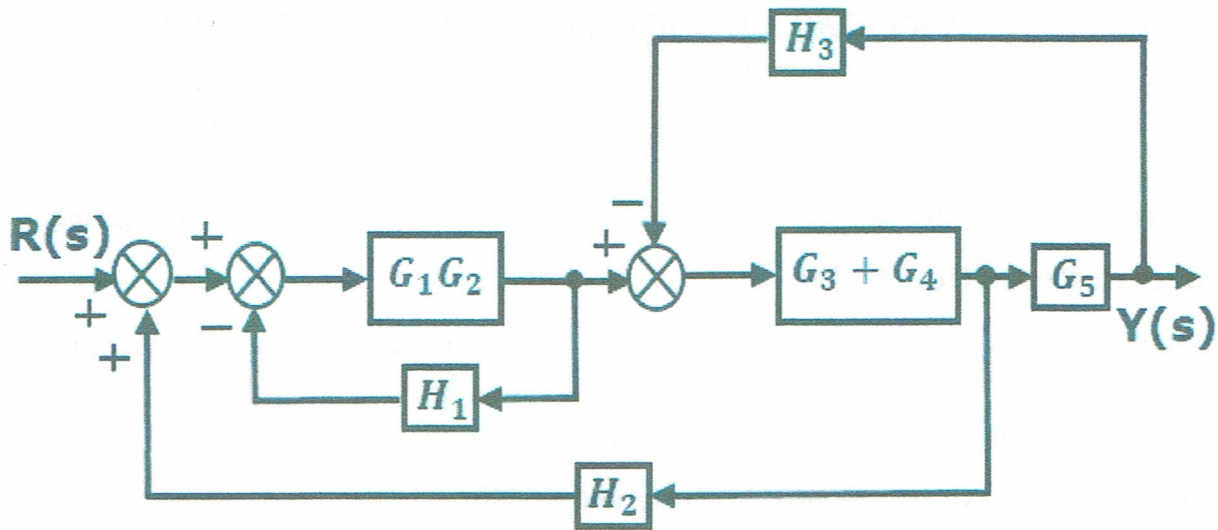 H₃
−
R(s)
+
+
G₁G₂
+
G₃ + G₄
G₅
+
−
Y(s)
+
H₁
H₂